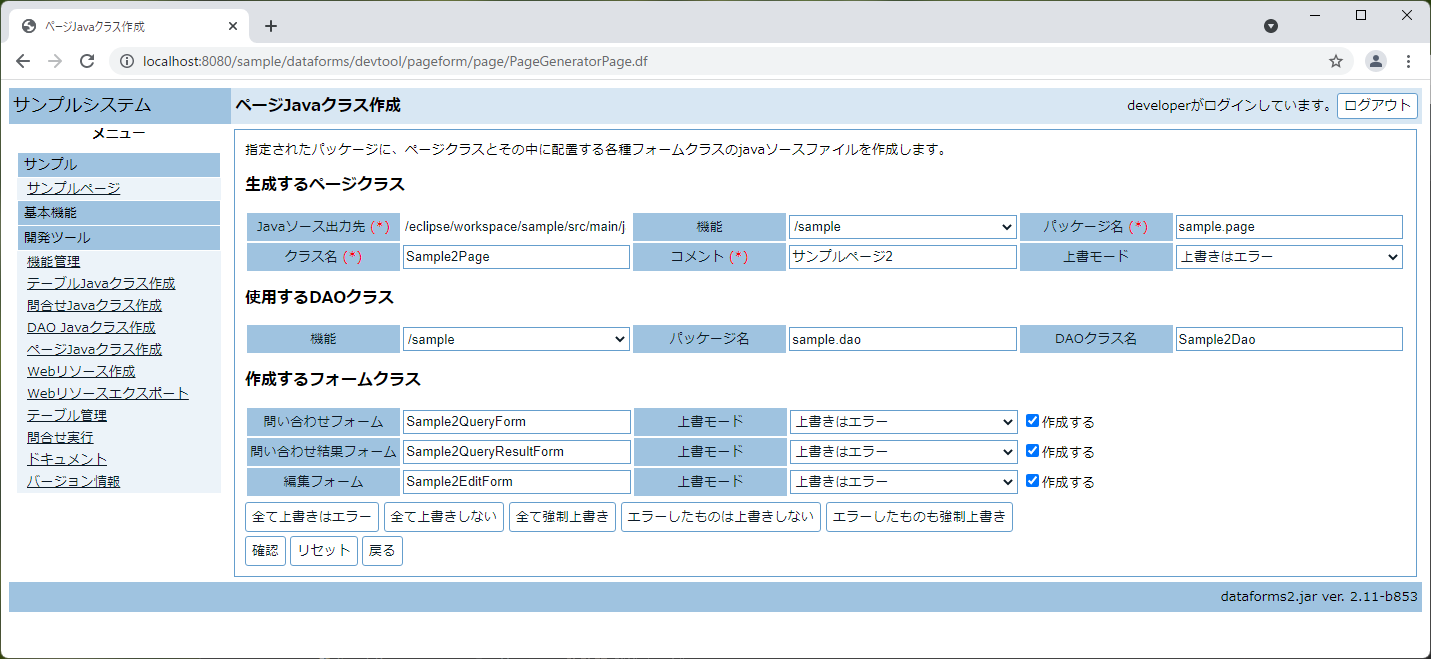 ページJavaクラス作成
localhost:8080/sample/dataforms/devtool/pageform/page/PageGeneratorPage.df
サンプルシステム
ページJavaクラス作成
developerがログインしています。 ログアウト
メニュー
サンプル
サンプルページ
基本機能
開発ツール
機能管理
テーブルJavaクラス作成
問合せJavaクラス作成
DAO Javaクラス作成
ページJavaクラス作成
Webリソース作成
Webリソースエクスポート
テーブル管理
問合せ実行
ドキュメント
バージョン情報
指定されたパッケージに、ページクラスとその中に配置する各種フォームクラスのjavaソースファイルを作成します。
生成するページクラス
Javaソース出力先 (*) /eclipse/workspace/sample/src/main/j 機能 /sample パッケージ名 (*) sample.page
クラス名 (*) Sample2Page コメント (*) サンプルページ2 上書モード 上書きはエラー
使用するDAOクラス
機能 /sample パッケージ名 sample.dao DAOクラス名 Sample2Dao
作成するフォームクラス
問い合わせフォーム Sample2QueryForm 上書モード 上書きはエラー 作成する
問い合わせ結果フォーム Sample2QueryResultForm 上書モード 上書きはエラー 作成する
編集フォーム Sample2EditForm 上書モード 上書きはエラー 作成する
全て上書きはエラー 全て上書きしない 全て強制上書き エラーしたものは上書きしない エラーしたものも強制上書き
確認 リセット 戻る
dataforms2.jar ver. 2.11-b853